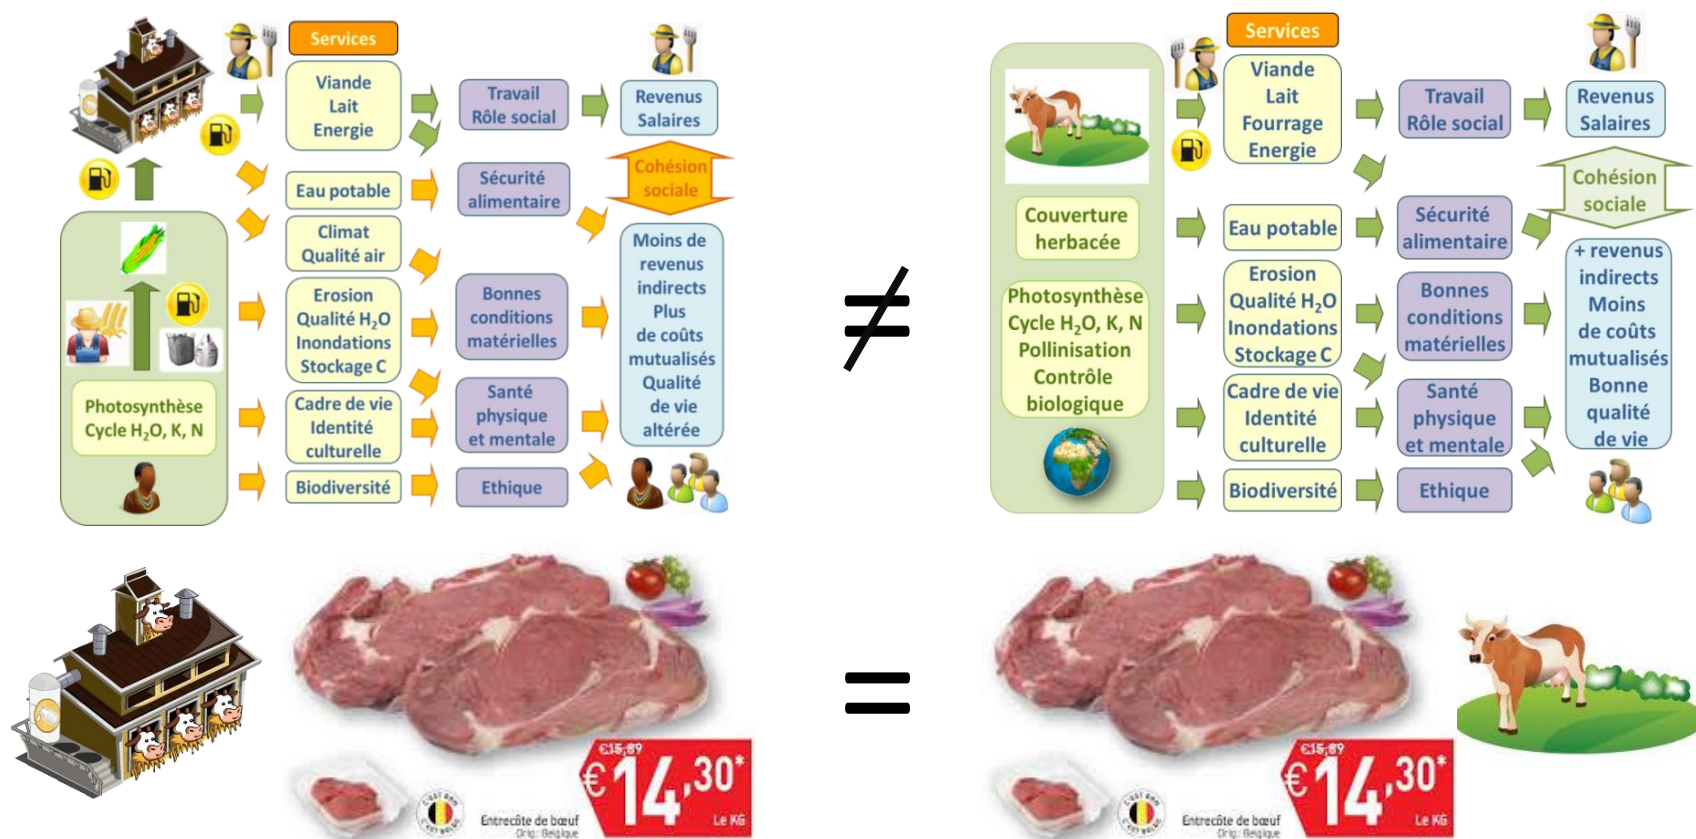 Services
Viande
Lait
Energie
Travail
Rôle social
Revenus
Salaires
Eau potable
Sécurité
alimentaire
Cohésion
sociale
Climat
Qualité air
Erosion
Qualité H₂O
Inondations
Stockage C
Bonnes
conditions
matérielles
Moins de
revenus
indirects
Plus
de coûts
mutualisés
Qualité
de vie
altérée
Photosynthèse
Cycle H₂O, K, N
Cadre de vie
Identité
culturelle
Santé
physique
et mentale
Biodiversité
Ethique
≠
Services
Viande
Lait
Fourrage
Energie
Travail
Rôle social
Revenus
Salaires
Cohésion
sociale
Couverture
herbacée
Eau potable
Sécurité
alimentaire
Photosynthèse
Cycle H₂O, K, N
Pollinisation
Contrôle
biologique
Erosion
Qualité H₂O
Inondations
Stockage C
Bonnes
conditions
matérielles
+ revenus
indirects
Moins
de coûts
mutualisés
Bonne
qualité
de vie
Cadre de vie
Identité
culturelle
Santé
physique
et mentale
Biodiversité
Ethique
€15,89
€14,30*
Le KG
Entrecôte de bœuf
Orig: Belgique
=
€15,89
€14,30*
Le KG
Entrecôte de bœuf
Orig: Belgique